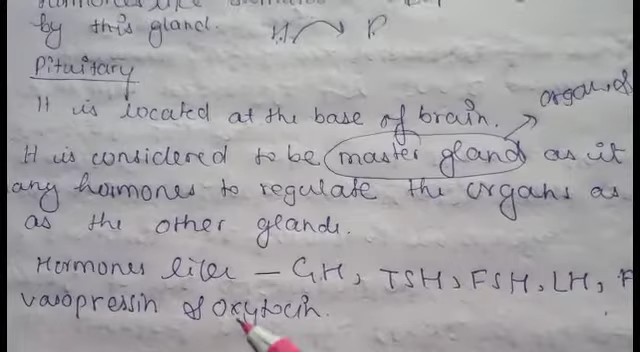 by this gland. H P
Pituitary
It is located at the base of brain.
organs &
It is considered to be master gland as it
any hormones to regulate the organs as
as the other glands.
Hormones like – GH, TSH, FSH, LH,
vasopressin & oxytocin.